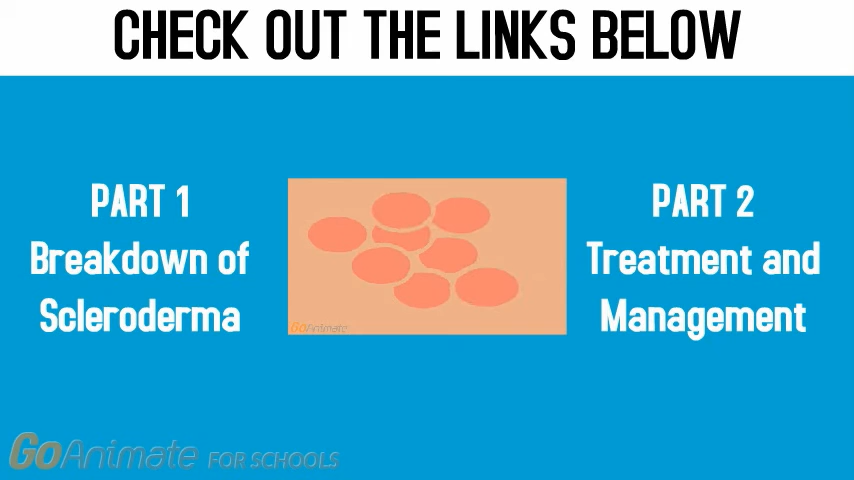 CHECK OUT THE LINKS BELOW
PART 1
Breakdown of
Scleroderma
PART 2
Treatment and
Management
GoAnimate
GoAnimate FOR SCHOOLS